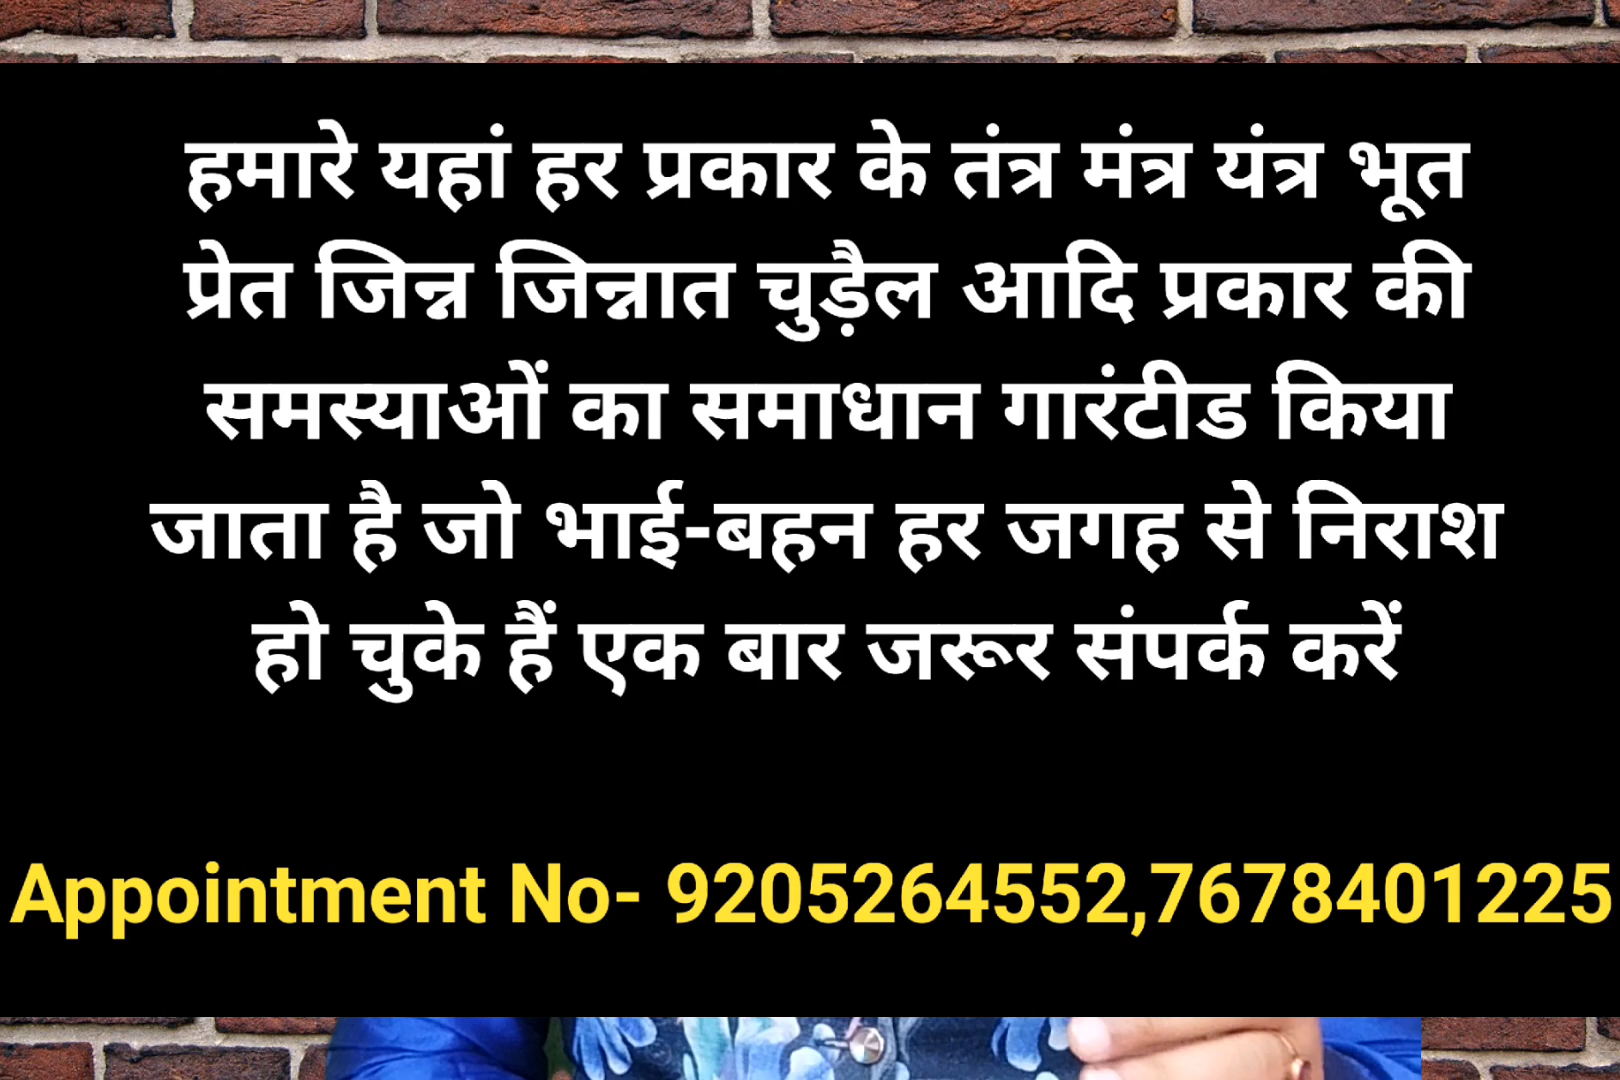 हमारे यहां हर प्रकार के तंत्र मंत्र यंत्र भूत
प्रेत जिन्न जिन्नात चुड़ैल आदि प्रकार की
समस्याओं का समाधान गारंटीड किया
जाता है जो भाई-बहन हर जगह से निराश
हो चुके हैं एक बार जरूर संपर्क करें
Appointment No- 9205264552,7678401225